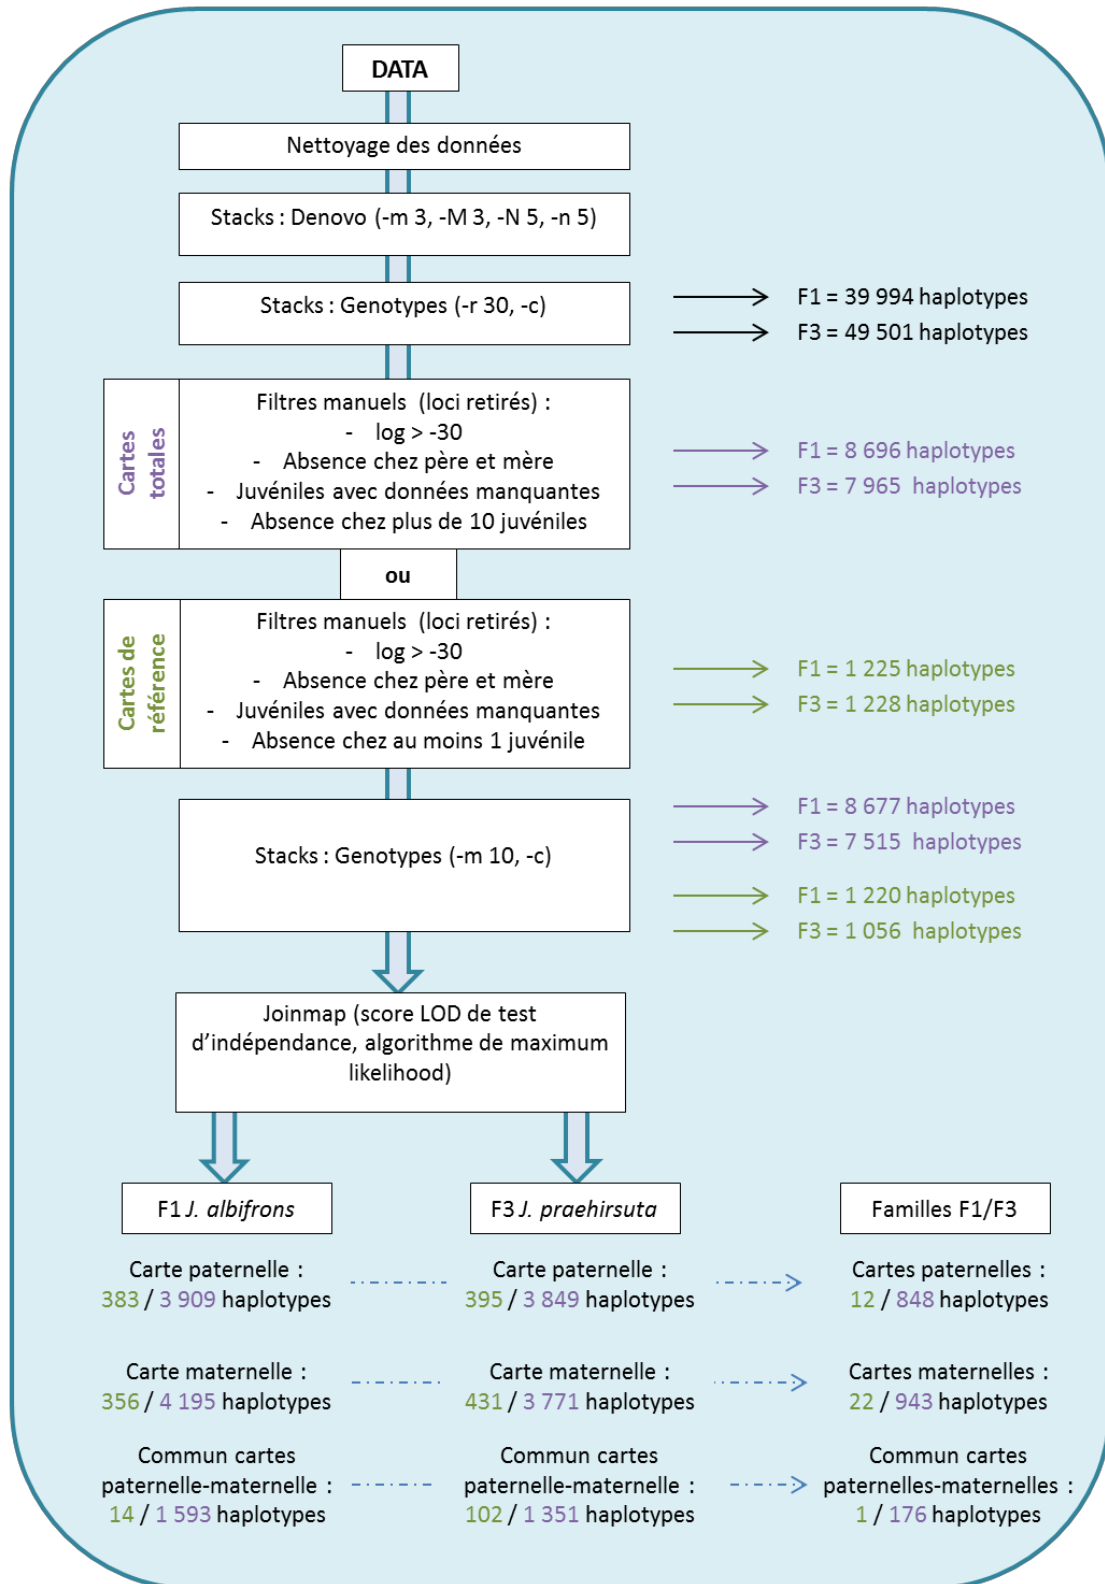 DATA
Nettoyage des données
Stacks : Denovo (-m 3, -M 3, -N 5, -n 5)
Stacks : Genotypes (-r 30, -c)
F1 = 39 994 haplotypes
F3 = 49 501 haplotypes
Cartes
totales
Filtres manuels (loci retirés) :
- log > -30
- Absence chez père et mère
- Juvéniles avec données manquantes
- Absence chez plus de 10 juvéniles
F1 = 8 696 haplotypes
F3 = 7 965 haplotypes
ou
Cartes de
référence
Filtres manuels (loci retirés) :
- log > -30
- Absence chez père et mère
- Juvéniles avec données manquantes
- Absence chez au moins 1 juvénile
F1 = 1 225 haplotypes
F3 = 1 228 haplotypes
Stacks : Genotypes (-m 10, -c)
F1 = 8 677 haplotypes
F3 = 7 515 haplotypes
F1 = 1 220 haplotypes
F3 = 1 056 haplotypes
Joinmap (score LOD de test
d'indépendance, algorithme de maximum
likelihood)
F1 J. albifrons
F3 J. praehirsuta
Familles F1/F3
Carte paternelle :
383 / 3 909 haplotypes
Carte paternelle :
395 / 3 849 haplotypes
Cartes paternelles :
12 / 848 haplotypes
Carte maternelle :
356 / 4 195 haplotypes
Carte maternelle :
431 / 3 771 haplotypes
Cartes maternelles :
22 / 943 haplotypes
Commun cartes
paternelle-maternelle :
14 / 1 593 haplotypes
Commun cartes
paternelle-maternelle :
102 / 1 351 haplotypes
Commun cartes
paternelles-maternelles :
1 / 176 haplotypes